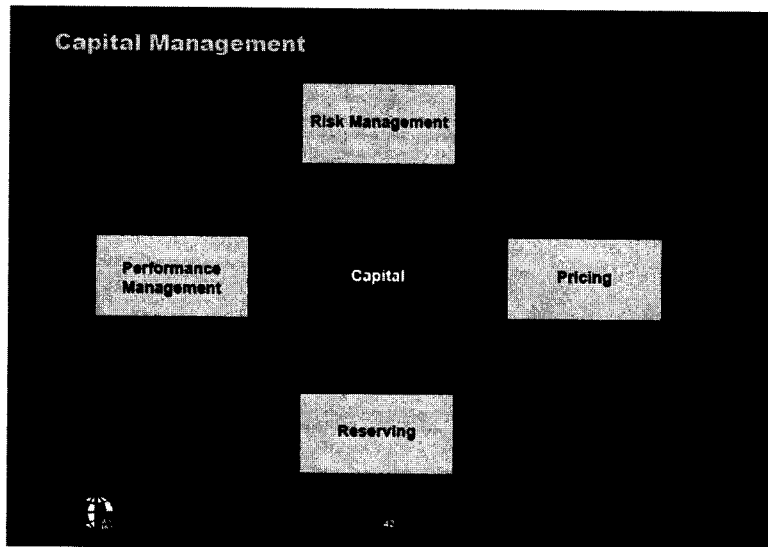 Capital Management
Risk Management
Performance
Management
Capital
Pricing
Reserving
42